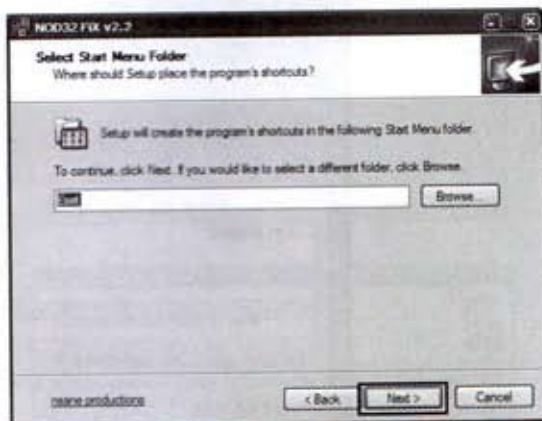 NOD32 FiX v2.2
Select Start Menu Folder
Where should Setup place the program's shortcuts?
Setup will create the program's shortcuts in the following Start Menu folder.
To continue, click Next. If you would like to select a different folder, click Browse.
Browse...
neane productions
< Back
Next >
Cancel